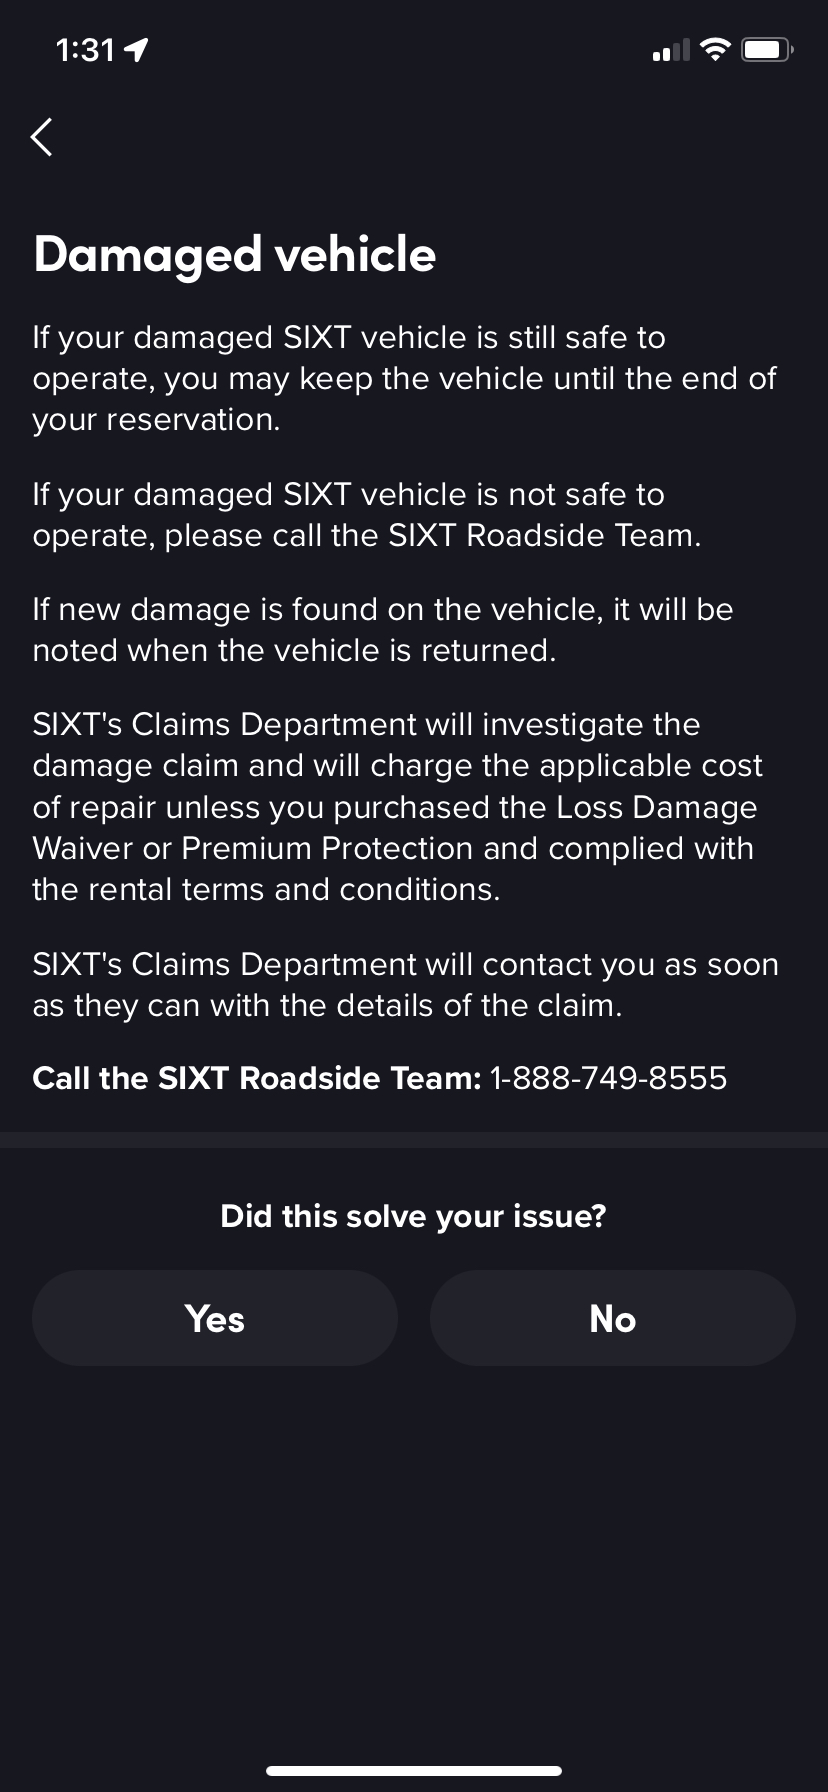 1:31
Damaged vehicle
If your damaged SIXT vehicle is still safe to
operate, you may keep the vehicle until the end of
your reservation.
If your damaged SIXT vehicle is not safe to
operate, please call the SIXT Roadside Team.
If new damage is found on the vehicle, it will be
noted when the vehicle is returned.
SIXT's Claims Department will investigate the
damage claim and will charge the applicable cost
of repair unless you purchased the Loss Damage
Waiver or Premium Protection and complied with
the rental terms and conditions.
SIXT's Claims Department will contact you as soon
as they can with the details of the claim.
Call the SIXT Roadside Team: 1-888-749-8555
Did this solve your issue?
Yes No